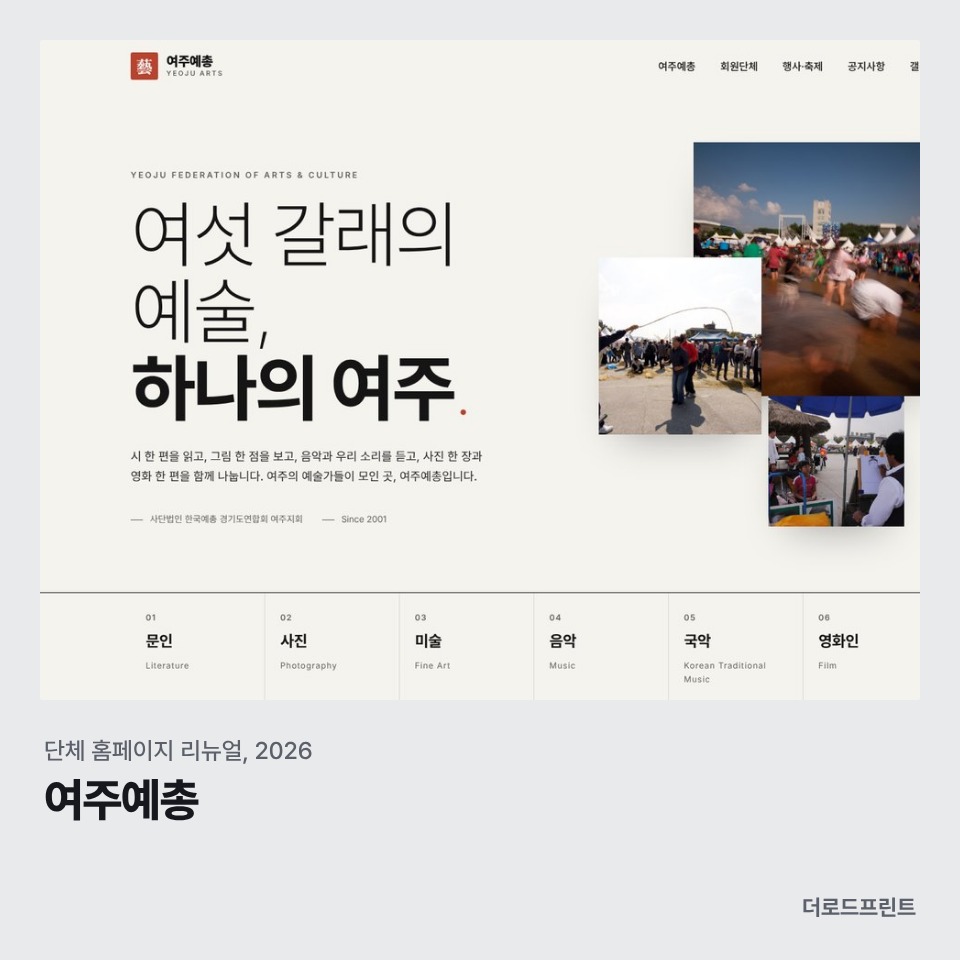 藝
여주예총
YEOJU ARTS
여주예총 회원단체 행사·축제 공지사항 갤
YEOJU FEDERATION OF ARTS & CULTURE
여섯 갈래의
예술,
하나의 여주.
시 한 편을 읽고, 그림 한 점을 보고, 음악과 우리 소리를 듣고, 사진 한 장과
영화 한 편을 함께 나눕니다. 여주의 예술가들이 모인 곳, 여주예총입니다.
— 사단법인 한국예총 경기도연합회 여주지회 — Since 2001
01
문인
Literature
02
사진
Photography
03
미술
Fine Art
04
음악
Music
05
국악
Korean Traditional
Music
06
영화인
Film
단체 홈페이지 리뉴얼, 2026
여주예총
더로드프린트